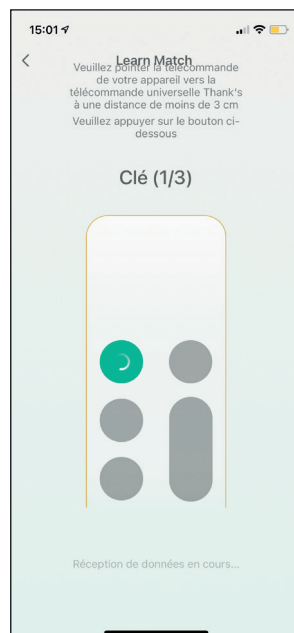 15:01
Learn Match
Veuillez pointer la télécommande
de votre appareil vers la
télécommande universelle Thank's
à une distance de moins de 3 cm
Veuillez appuyer sur le bouton ci-
dessous
Clé (1/3)
Réception de données en cours...